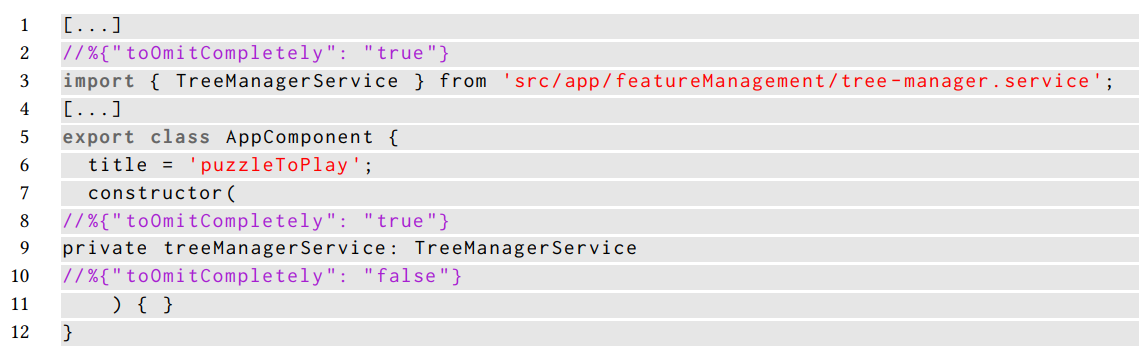 1 [...]
2 //%{"toOmitCompletely": "true"}
3 import { TreeManagerService } from 'src/app/featureManagement/tree-manager.service';
4 [...]
5 export class AppComponent {
6   title = 'puzzleToPlay';
7   constructor(
8 //%{"toOmitCompletely": "true"}
9 private treeManagerService: TreeManagerService
10 //%{"toOmitCompletely": "false"}
11     ) { }
12 }